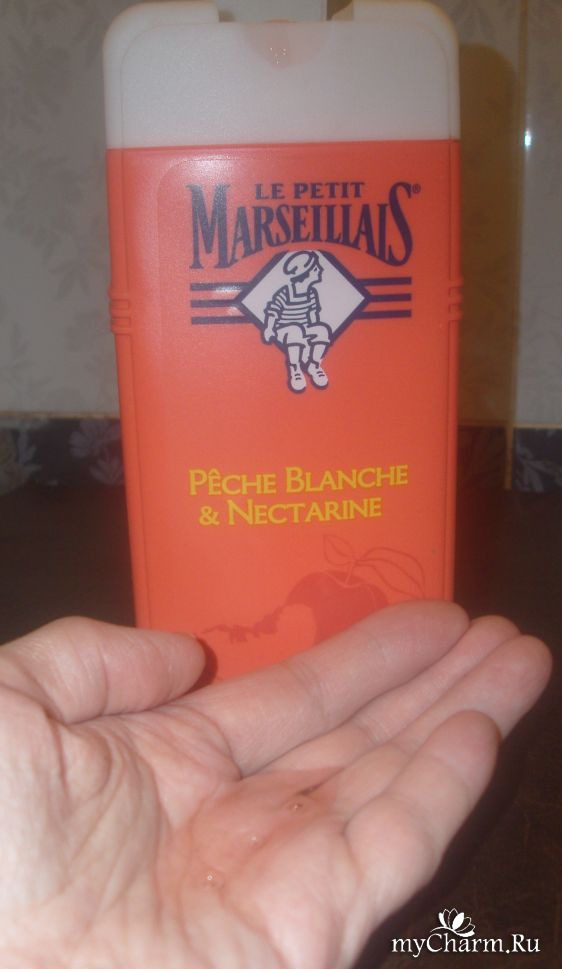 LE PETIT
MARSEILLAIS®
PÊCHE BLANCHE
& NECTARINE
myCharm.Ru